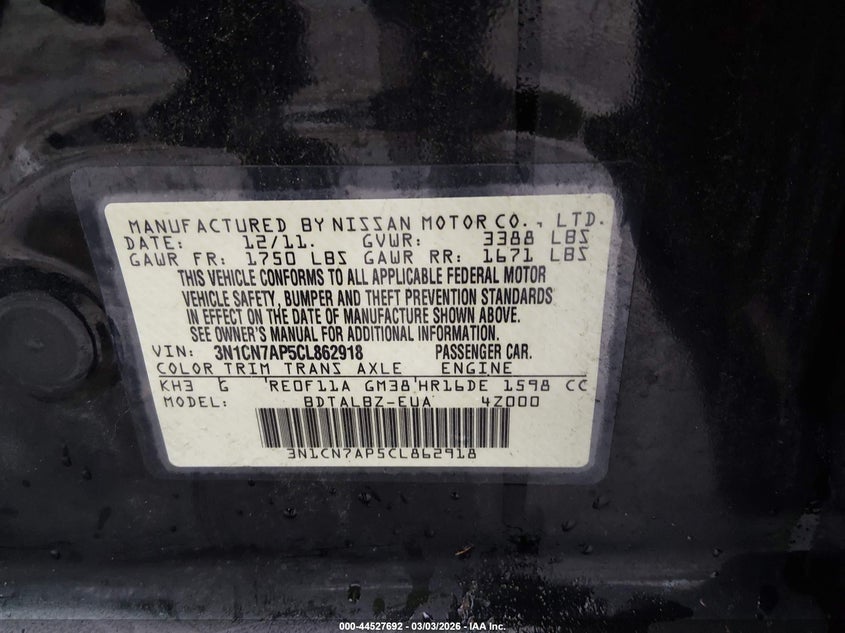 MANUFACTURED BY NISSAN MOTOR CO., LTD.
DATE: 12/11. GVWR: 3388 LBS
GAWR FR: 1750 LBS GAWR RR: 1671 LBS
THIS VEHICLE CONFORMS TO ALL APPLICABLE FEDERAL MOTOR
VEHICLE SAFETY, BUMPER AND THEFT PREVENTION STANDARDS
IN EFFECT ON THE DATE OF MANUFACTURE SHOWN ABOVE.
SEE OWNER'S MANUAL FOR ADDITIONAL INFORMATION.
VIN: 3N1CN7AP5CL862918 PASSENGER CAR.
COLOR TRIM TRANS AXLE ENGINE
KH3 G RE0F11A GM38 HR16DE 1598 CC
MODEL: BDTALBZ-EUA 4Z000
3N1CN7AP5CL862918
000-44527692 - 03/03/2026 - IAA Inc.